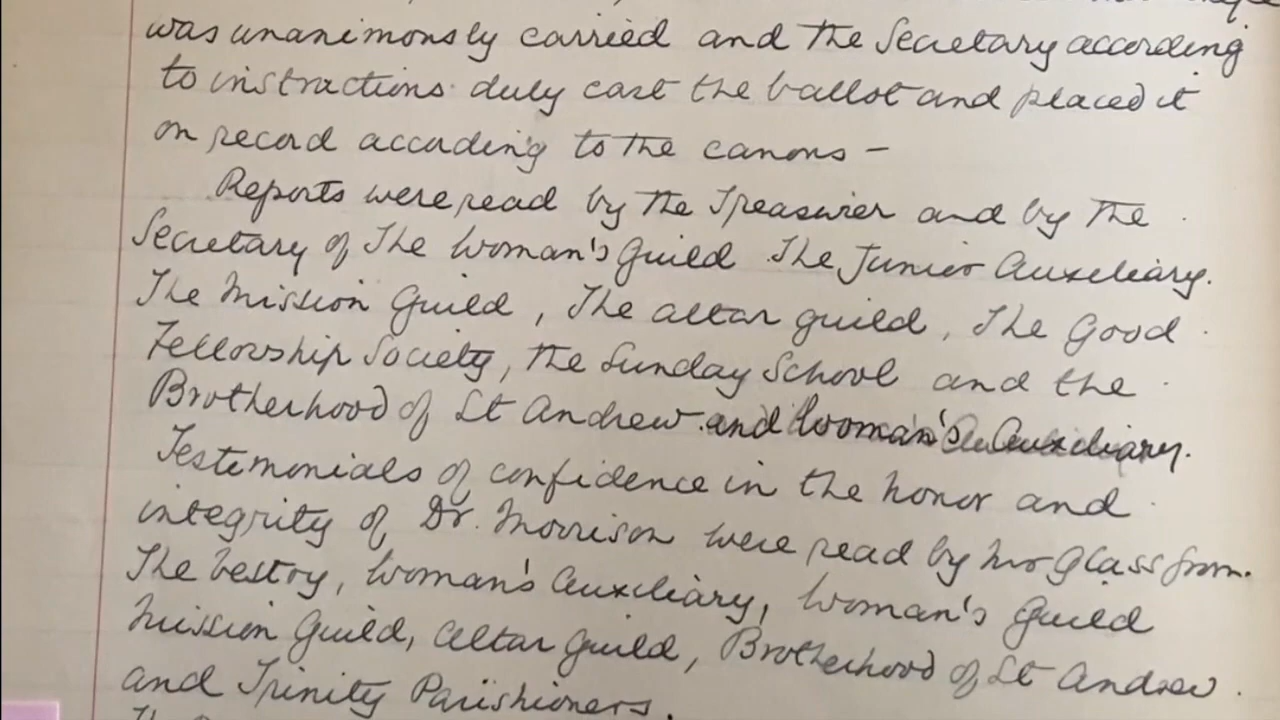 was unanimously carried and the Secretary according
to instructions duly cast the ballot and placed it
on record according to the canons –
Reports were read by the Treasurer and by the
Secretary of The Woman's Guild The Junior Auxiliary.
The Mission Guild, The altar guild, The Good
Fellowship Society, the Sunday School and the
Brotherhood of St Andrew and Woman's Auxiliary.
Testimonials of confidence in the honor and
integrity of Dr. Morrison were read by Mr Glass from
The Vestry, Woman's Auxiliary, Woman's Guild
Mission Guild, Altar Guild, Brotherhood of St Andrew
and Trinity Parishioners.